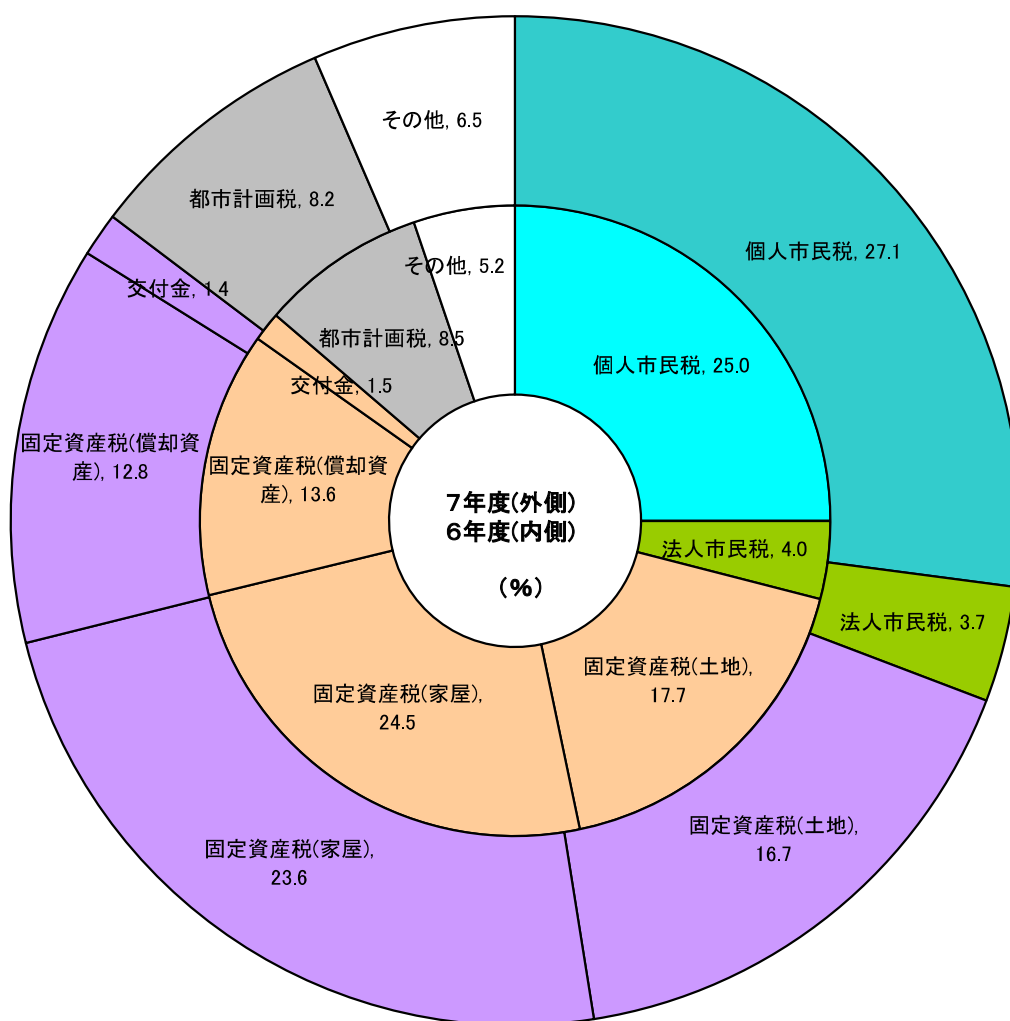 その他, 6.5
都市計画税, 8.2
個人市民税, 27.1
その他, 5.2
交付金, 1.4
都市計画税, 8.5
個人市民税, 25.0
交付金, 1.5
固定資産税(償却資
産), 12.8
固定資産税(償却資
産), 13.6
７年度(外側)
６年度(内側)
（%）
法人市民税, 4.0
法人市民税, 3.7
固定資産税(土地),
17.7
固定資産税(家屋),
24.5
固定資産税(土地),
16.7
固定資産税(家屋),
23.6